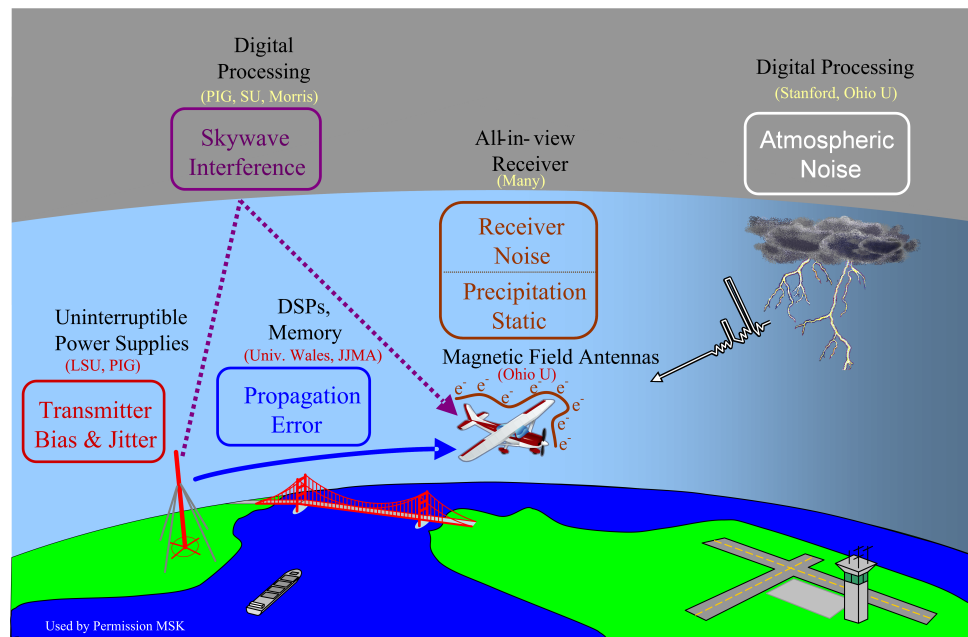 Digital
Processing
(PIG, SU, Morris)
Skywave
Interference
All-in-view
Receiver
(Many)
Receiver
Noise
Precipitation
Static
Digital Processing
(Stanford, Ohio U)
Atmospheric
Noise
Uninterruptible
Power Supplies
(LSU, PIG)
Transmitter
Bias & Jitter
DSPs,
Memory
(Univ. Wales, JJMA)
Propagation
Error
Magnetic Field Antennas
(Ohio U)
e- e- e- e- e-
e-
e-
e-
Used by Permission MSK